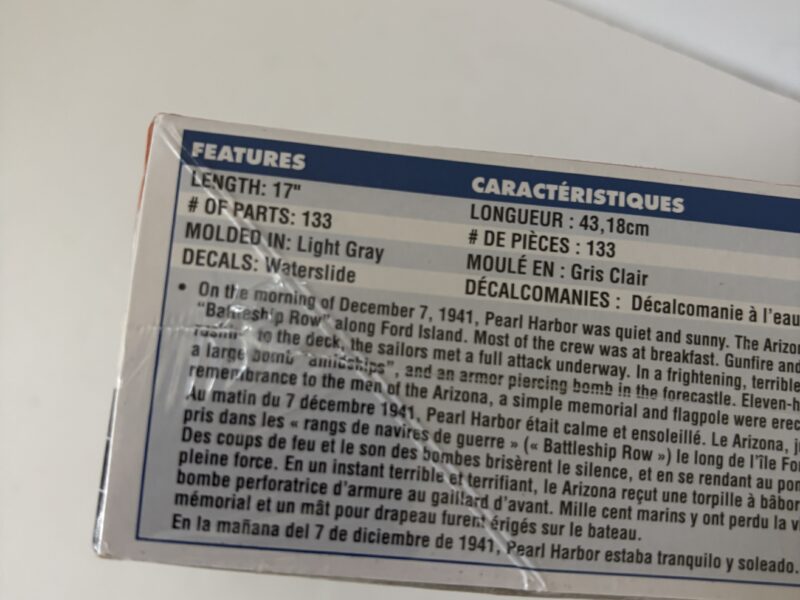 FEATURES
CARACTÉRISTIQUES
LENGTH: 17"
LONGUEUR : 43,18cm
# OF PARTS: 133
# DE PIÈCES : 133
MOLDED IN: Light Gray
MOULÉ EN : Gris Clair
DECALS: Waterslide
DÉCALCOMANIES : Décalcomanie à l'eau
• On the morning of December 7, 1941, Pearl Harbor was quiet and sunny. The Arizon
"Battleship Row" along Ford Island. Most of the crew was at breakfast. Gunfire and
to the deck, the sailors met a full attack underway. In a frightening, terrible
a large bomb "amidships", and an armor piercing bomb in the forecastle. Eleven-h
remembrance to the men of the Arizona, a simple memorial and flagpole were erec
Au matin du 7 décembre 1941, Pearl Harbor était calme et ensoleillé. Le Arizona, j
pris dans les « rangs de navires de guerre » (« Battleship Row ») le long de l'île For
Des coups de feu et le son des bombes brisèrent le silence, et en se rendant au pon
pleine force. En un instant terrible et terrifiant, le Arizona reçut une torpille à bâbor
bombe perforatrice d'armure au gaillard d'avant. Mille cent marins y ont perdu la v
mémorial et un mât pour drapeau furent érigés sur le bateau.
En la mañana del 7 de diciembre de 1941, Pearl Harbor estaba tranquilo y soleado.